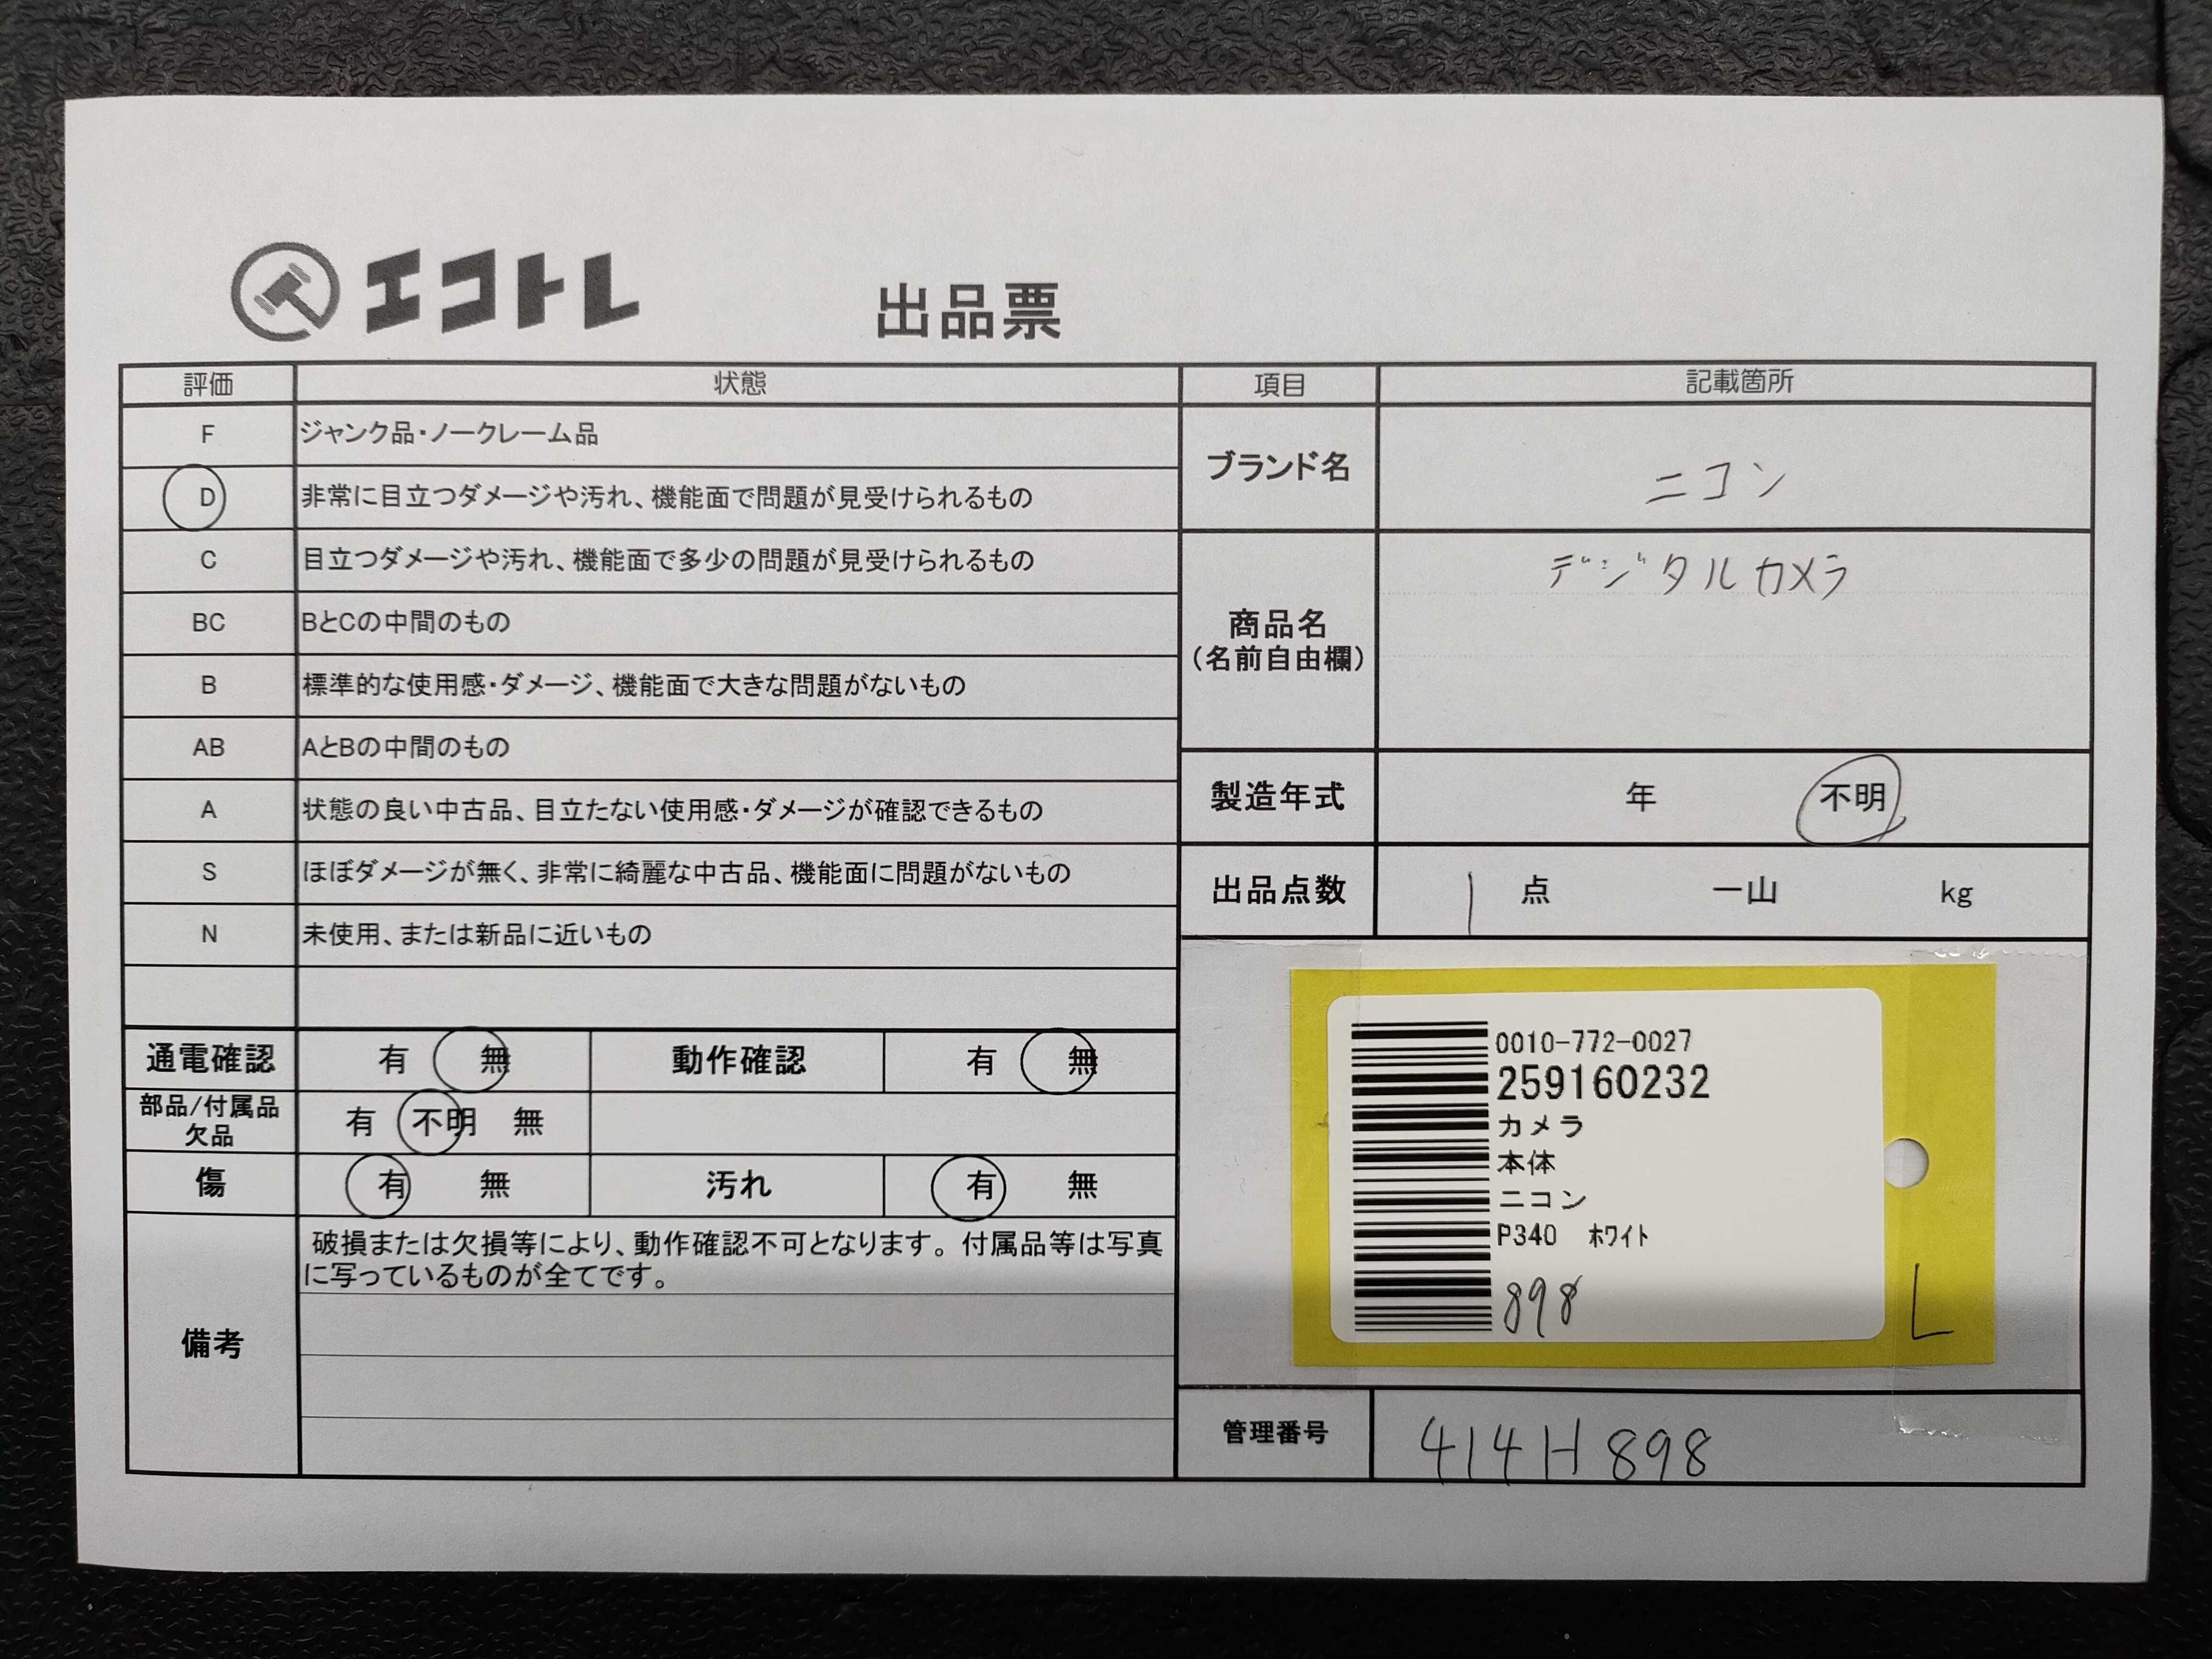 エコトレ
出品票
評価 状態 項目 記載箇所
F ジャンク品・ノークレーム品
D 非常に目立つダメージや汚れ、機能面で問題が見受けられるもの
C 目立つダメージや汚れ、機能面で多少の問題が見受けられるもの
BC BとCの中間のもの
B 標準的な使用感・ダメージ、機能面で大きな問題がないもの
AB AとBの中間のもの
A 状態の良い中古品、目立たない使用感・ダメージが確認できるもの
S ほぼダメージが無く、非常に綺麗な中古品、機能面に問題がないもの
N 未使用、または新品に近いもの
通電確認 有 無 動作確認 有 無
部品/付属品
欠品
有 不明 無
傷 有 無 汚れ 有 無
備考
破損または欠損等により、動作確認不可となります。付属品等は写真
に写っているものが全てです。
ブランド名 ニコン
商品名
(名前自由欄)
デジタルカメラ
製造年式 年 不明
出品点数 1 点 一山 kg
0010-772-0027
259160232
カメラ
本体
ニコン
P340 ホワイト
898
L
管理番号 414H898